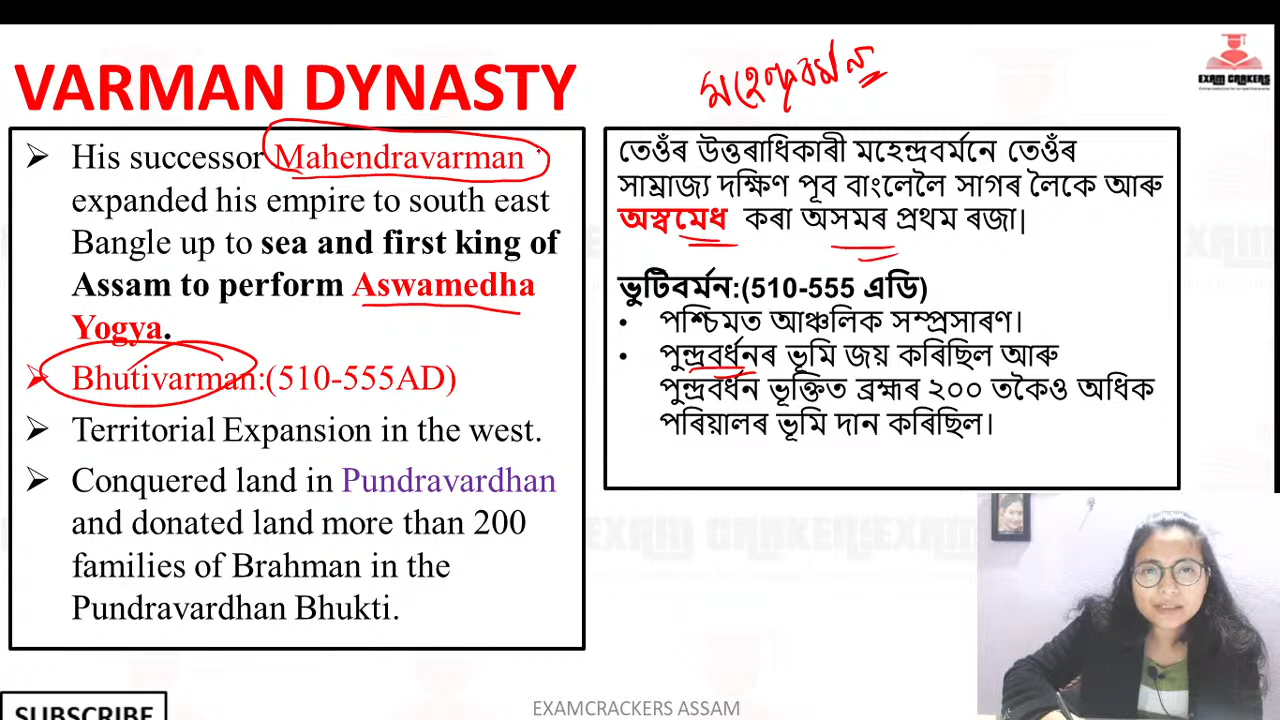 VARMAN DYNASTY
মহেন্দ্ৰবৰ্মন
EXAM CRAKERS
➢ His successor Mahendravarman
expanded his empire to south east
Bangle up to sea and first king of
Assam to perform Aswamedha
Yogya.
➢ Bhutivarman:(510-555AD)
➢ Territorial Expansion in the west.
➢ Conquered land in Pundravardhan
and donated land more than 200
families of Brahman in the
Pundravardhan Bhukti.
তেওঁৰ উত্তৰাধিকাৰী মহেন্দ্ৰবৰ্মনে তেওঁৰ
সাম্ৰাজ্য দক্ষিণ পূব বাংলেলৈ সাগৰ লৈকে আৰু
অস্বমেধ কৰা অসমৰ প্ৰথম ৰজা|
ভুটিবৰ্মন:(510-555 এডি)
• পশ্চিমত আঞ্চলিক সম্প্ৰসাৰণ।
• পুন্দ্ৰবৰ্ধনৰ ভূমি জয় কৰিছিল আৰু
পুন্দ্ৰবৰ্ধন ভূক্তিত ব্ৰহ্মৰ ২০০ তকৈও অধিক
পৰিয়ালৰ ভূমি দান কৰিছিল।
SUBSCRIBE
EXAMCRACKERS ASSAM